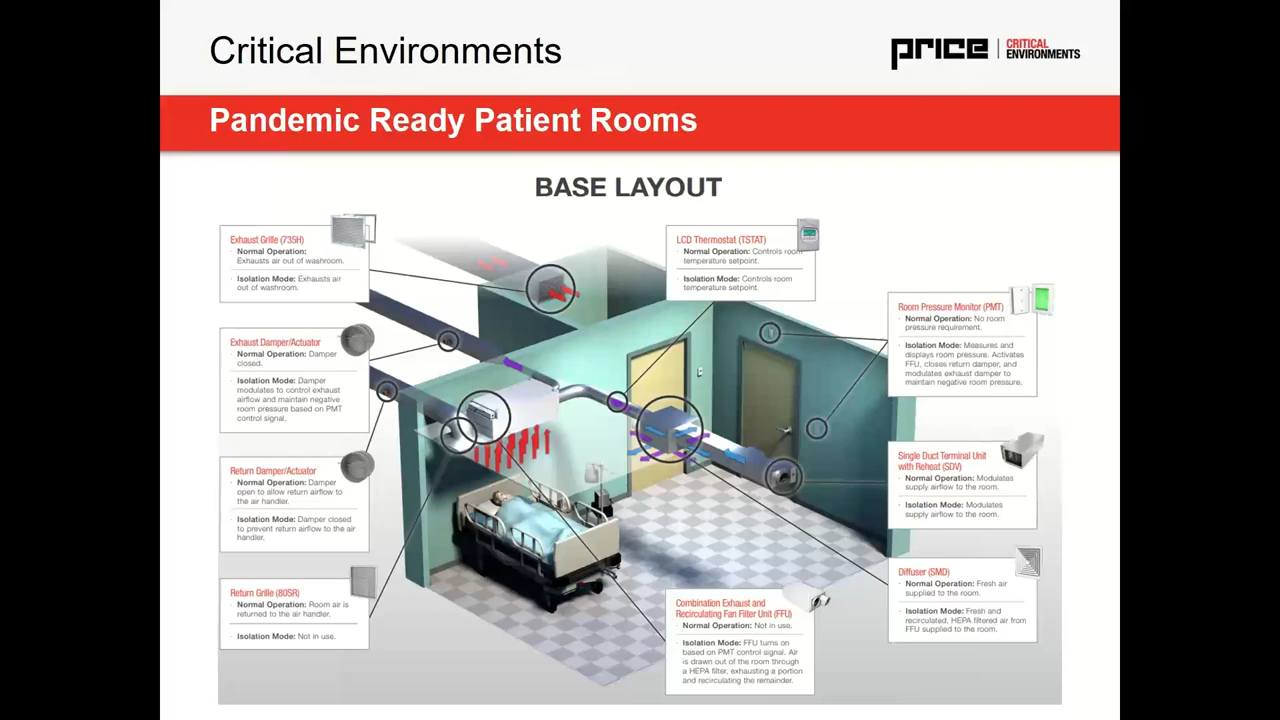 Critical Environments
PRICE
CRITICAL
ENVIRONMENTS
Pandemic Ready Patient Rooms
BASE LAYOUT
Exhaust Grille (735H)
· Normal Operation:
Exhausts air out of washroom.
· Isolation Mode: Exhausts air
out of washroom.
Exhaust Damper/Actuator
· Normal Operation: Damper
closed.
· Isolation Mode: Damper
modulates to control exhaust
airflow and maintain negative
room pressure based on PMT
control signal.
Return Damper/Actuator
· Normal Operation: Damper
open to allow return airflow to
the air handler.
· Isolation Mode: Damper closed
to prevent return airflow to the air
handler.
Return Grille (80SR)
· Normal Operation: Room air is
returned to the air handler.
· Isolation Mode: Not in use.
LCD Thermostat (TSTAT)
· Normal Operation: Controls room
temperature setpoint.
· Isolation Mode: Controls room
temperature setpoint.
Combination Exhaust and
Recirculating Fan Filter Unit (FFU)
· Normal Operation: Not in use.
· Isolation Mode: FFU turns on
based on PMT control signal. Air
is drawn out of the room through
a HEPA filter, exhausting a portion
and recirculating the remainder.
Room Pressure Monitor (PMT)
· Normal Operation: No room
pressure requirement.
· Isolation Mode: Measures and
displays room pressure. Activates
FFU, closes return damper, and
modulates exhaust damper to
maintain negative room pressure.
Single Duct Terminal Unit
with Reheat (SDV)
· Normal Operation: Modulates
supply airflow to the room.
· Isolation Mode: Modulates
supply airflow to the room.
Diffuser (SMD)
· Normal Operation: Fresh air
supplied to the room.
· Isolation Mode: Fresh and
recirculated, HEPA filtered air from
FFU supplied to the room.